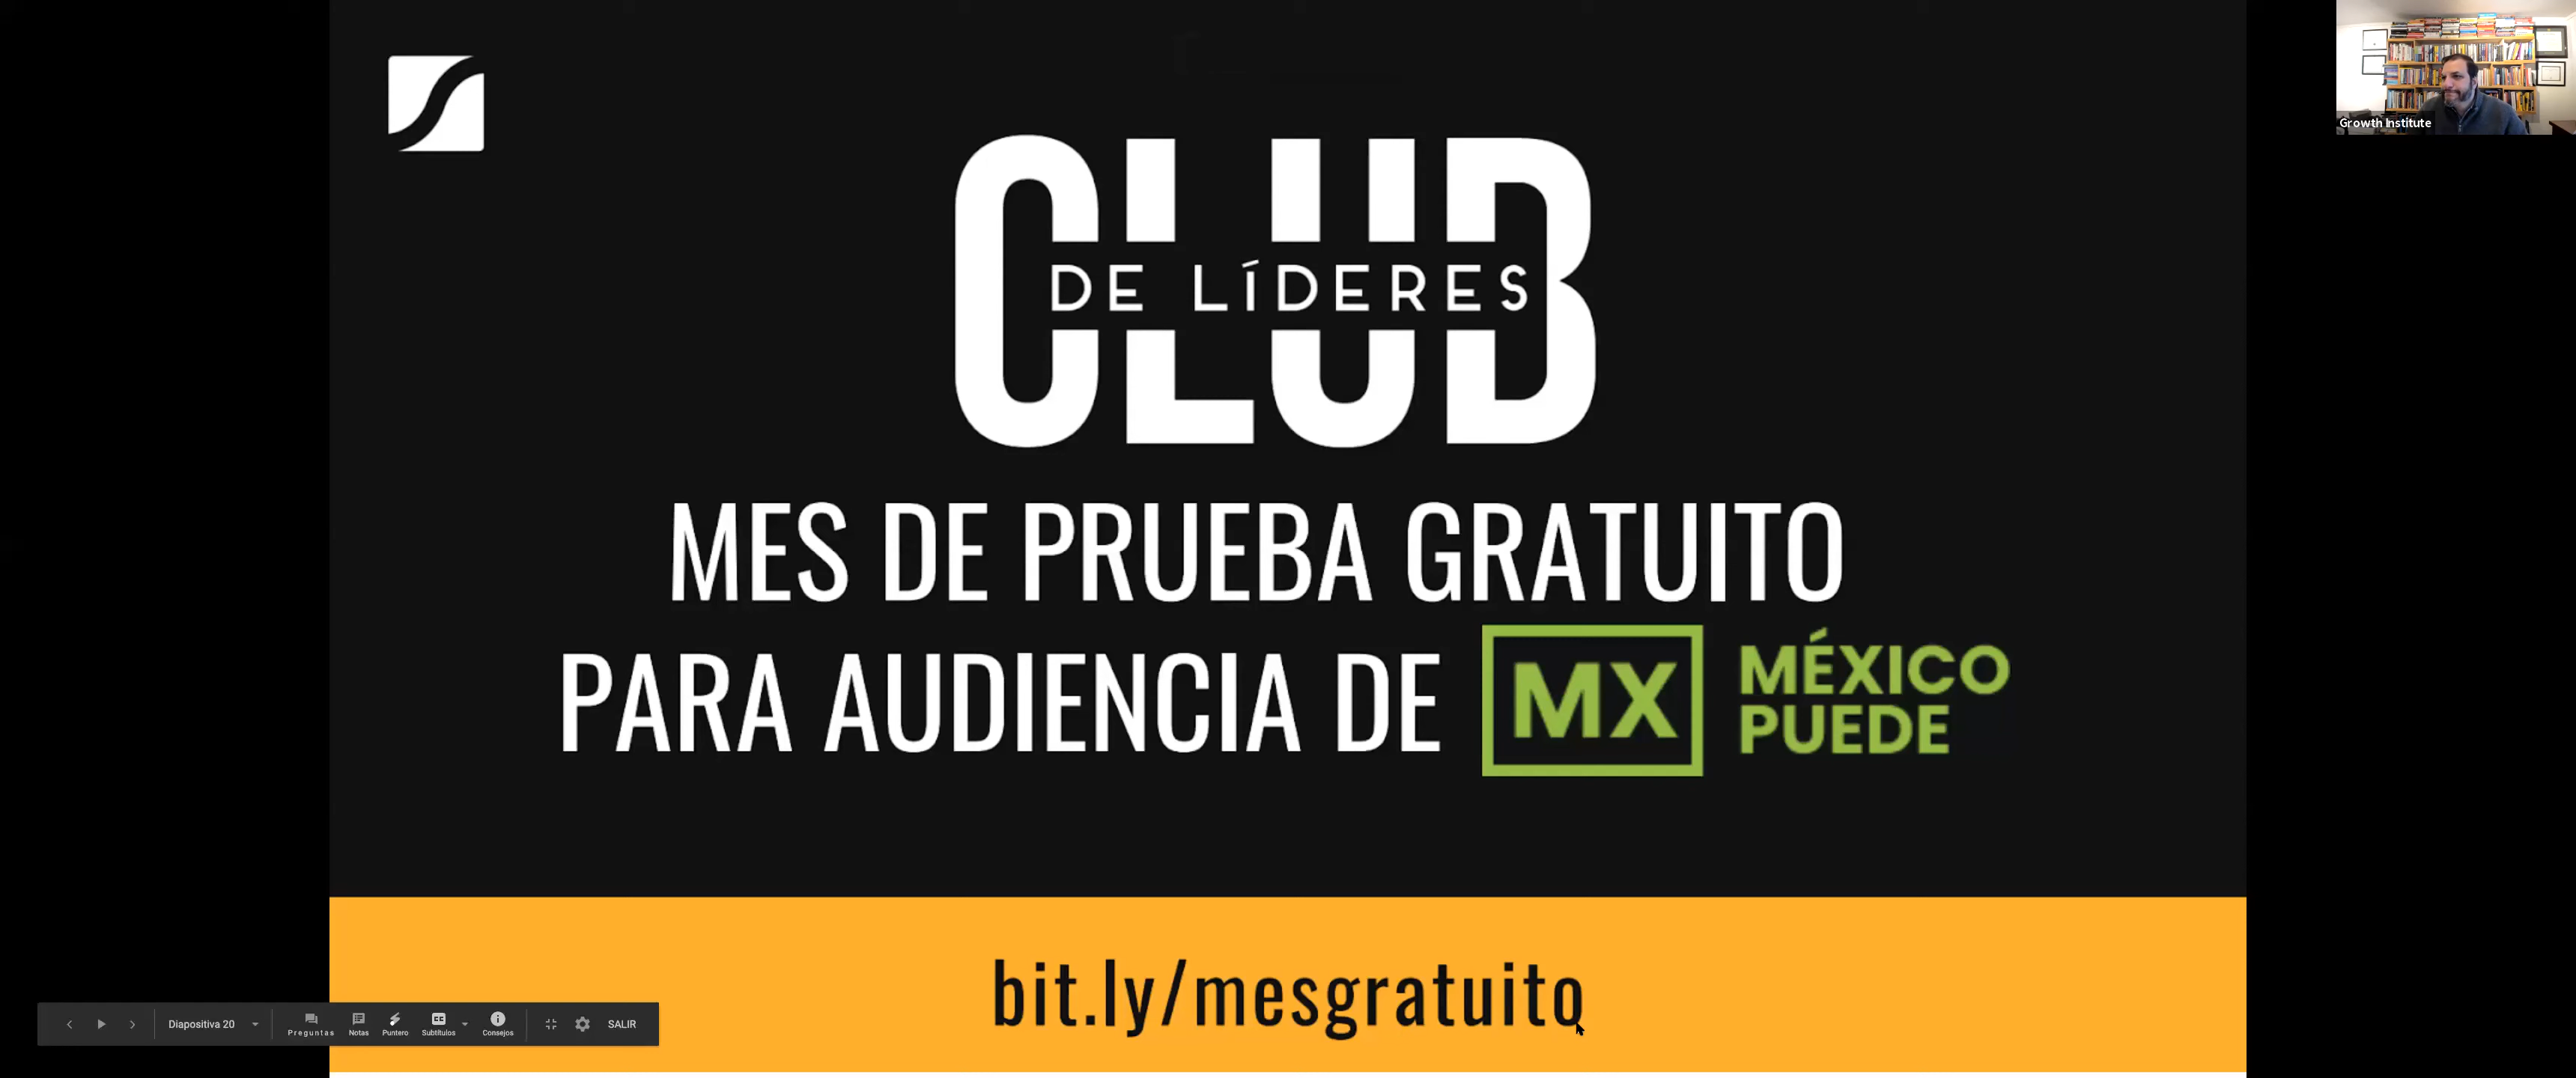 Growth Institute
CLUB
DE LÍDERES
MES DE PRUEBA GRATUITO
PARA AUDIENCIA DE
MX
MÉXICO
PUEDE
bit.ly/mesgratuito
Diapositiva 20
Preguntas
Notas
Puntero
Subtítulos
Consejos
SALIR